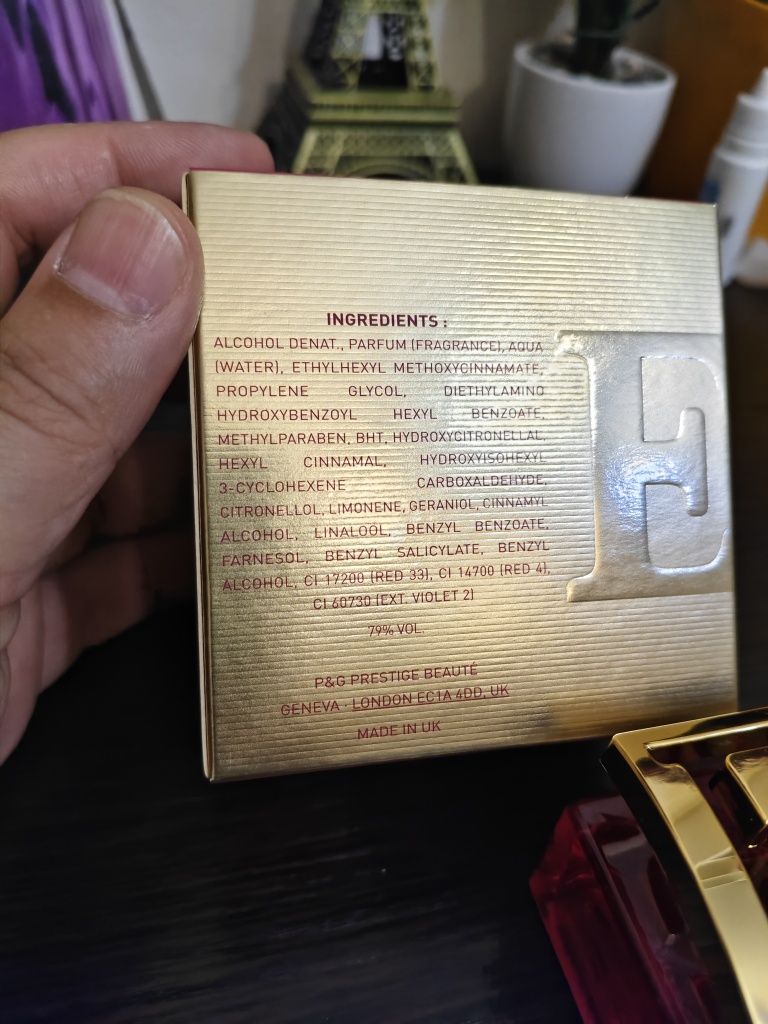 INGREDIENTS :
ALCOHOL DENAT., PARFUM (FRAGRANCE), AQUA
(WATER), ETHYLHEXYL METHOXYCINNAMATE,
PROPYLENE GLYCOL, DIETHYLAMINO
HYDROXYBENZOYL HEXYL BENZOATE,
METHYLPARABEN, BHT, HYDROXYCITRONELLAL,
HEXYL CINNAMAL, HYDROXYISOHEXYL
3-CYCLOHEXENE CARBOXALDEHYDE,
CITRONELLOL, LIMONENE, GERANIOL, CINNAMYL
ALCOHOL, LINALOOL, BENZYL BENZOATE,
FARNESOL, BENZYL SALICYLATE, BENZYL
ALCOHOL, CI 17200 (RED 33), CI 14700 (RED 4),
CI 60730 (EXT. VIOLET 2)
79% VOL.
P&G PRESTIGE BEAUTÉ
GENEVA · LONDON EC1A 4DD, UK
MADE IN UK
E